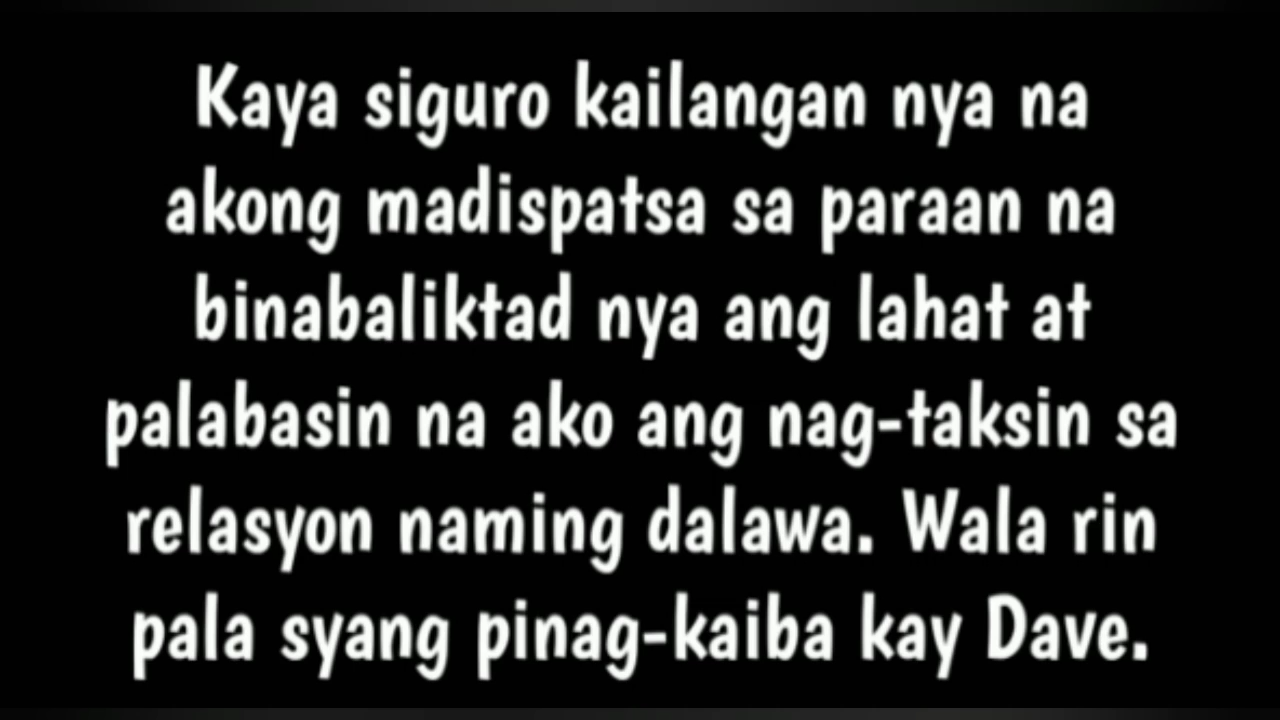 Kaya siguro kailangan nya na
akong madispatsa sa paraan na
binabaliktad nya ang lahat at
palabasin na ako ang nag-taksin sa
relasyon naming dalawa. Wala rin
pala syang pinag-kaiba kay Dave.